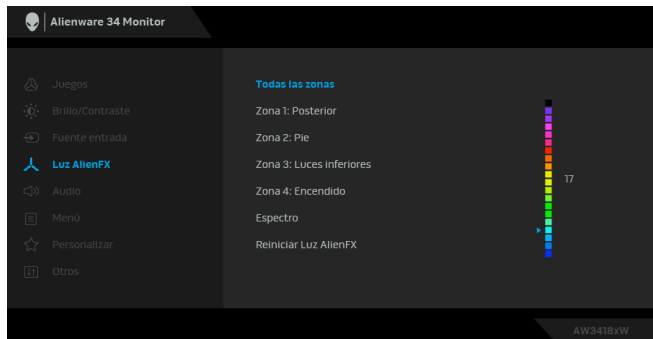 Alienware 34 Monitor
Juegos
Brillo/Contraste
Fuente entrada
Luz AlienFX
Audio
Menú
Personalizar
Otros
Todas las zonas
Zona 1: Posterior
Zona 2: Pie
Zona 3: Luces inferiores
Zona 4: Encendido
Espectro
Reiniciar Luz AlienFX
17
AW3418xW